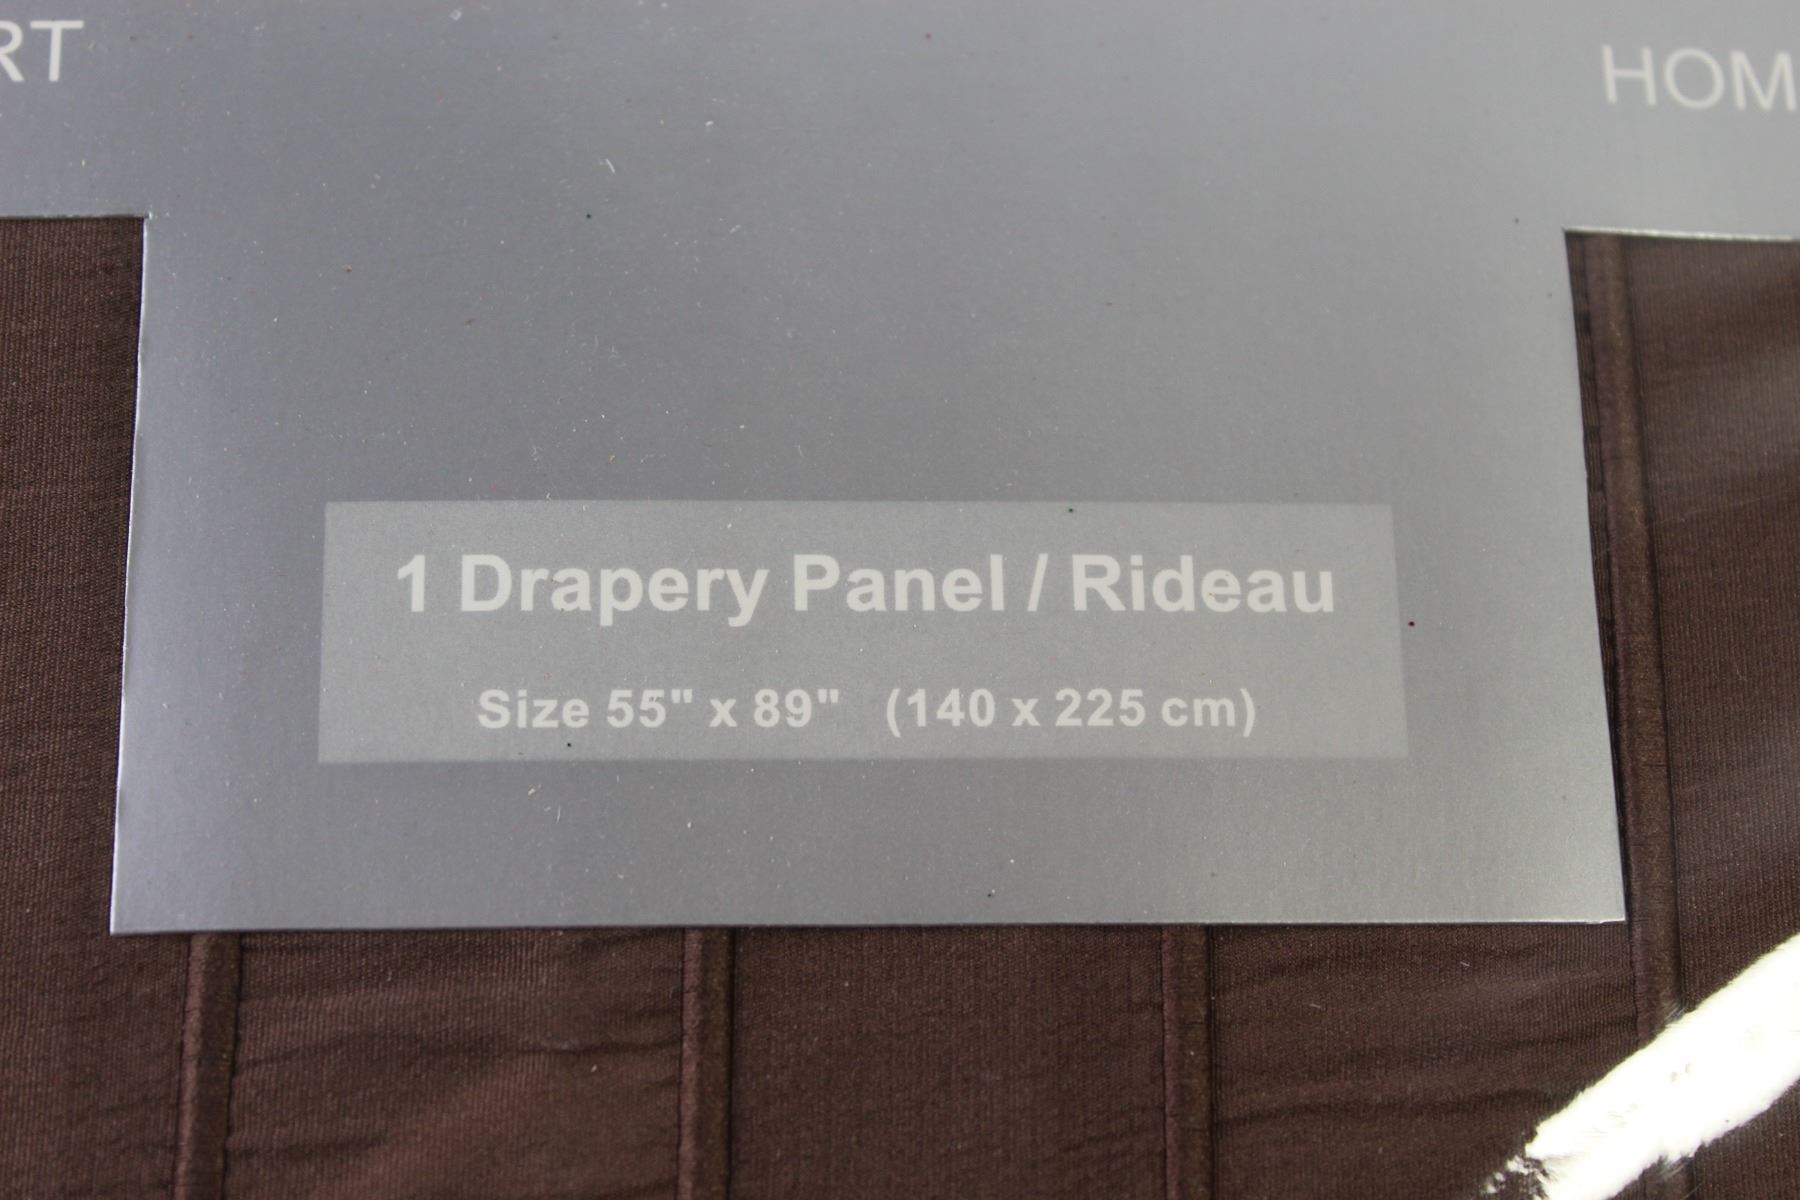 RT
HOM
1 Drapery Panel / Rideau
Size 55" x 89" (140 x 225 cm)